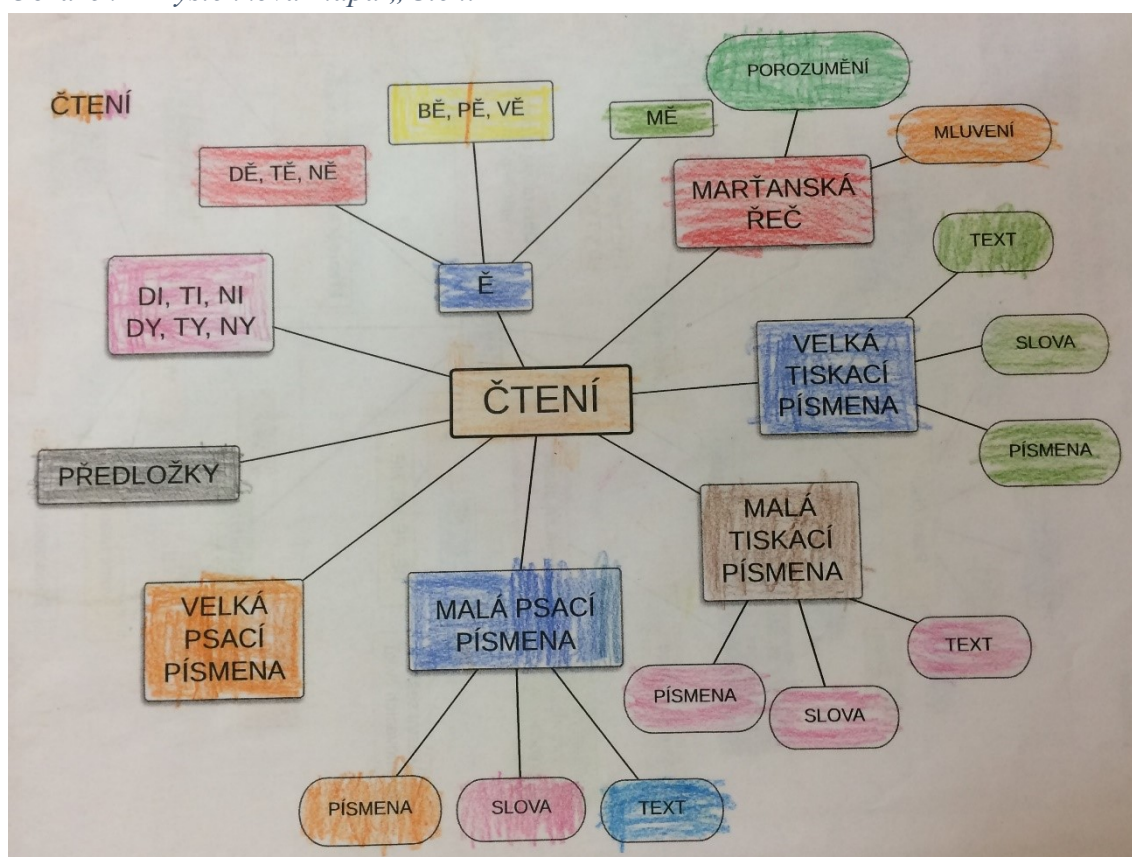 ČTENÍ
POROZUMĚNÍ
BĚ, PĚ, VĚ
MĚ
MLUVENÍ
DĚ, TĚ, NĚ
MARŤANSKÁ
ŘEČ
TEXT
Ě
DI, TI, NI
DY, TY, NY
VELKÁ
TISKACÍ
PÍSMENA
SLOVA
ČTENÍ
PÍSMENA
PŘEDLOŽKY
MALÁ
TISKACÍ
PÍSMENA
VELKÁ
PSACÍ
PÍSMENA
MALÁ PSACÍ
PÍSMENA
TEXT
PÍSMENA
SLOVA
PÍSMENA
SLOVA
TEXT